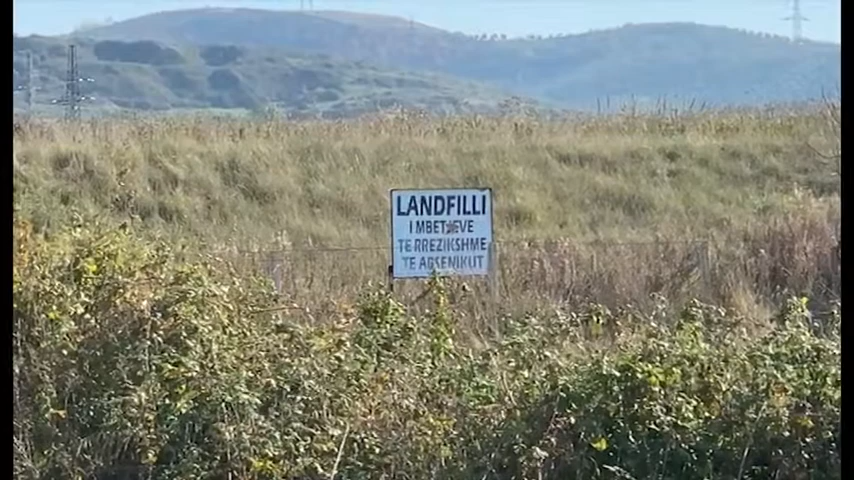 LANDFILLI
I MBETJEVE
TE RREZIKSHME
TE ARSENIKUT